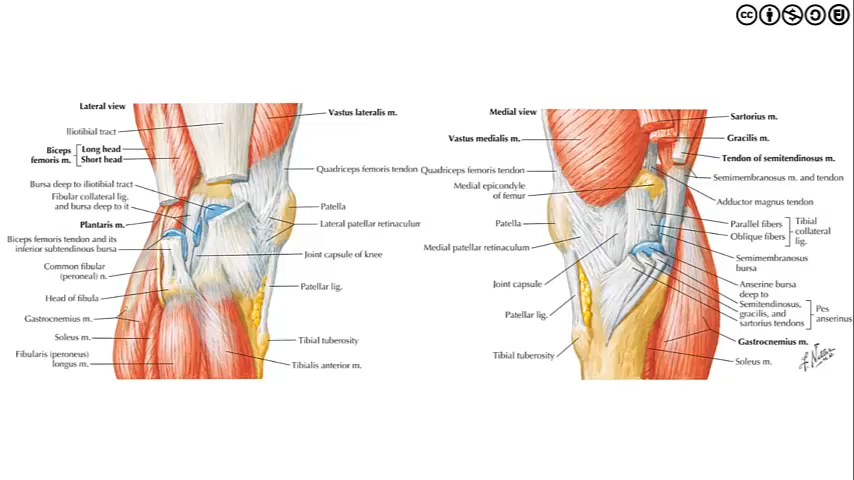 Lateral view
Vastus lateralis m.
Iliotibial tract
Biceps
femoris m.
Long head
Short head
Quadriceps femoris tendon
Bursa deep to iliotibial tract
Fibular collateral lig.
and bursa deep to it
Patella
Plantaris m.
Lateral patellar retinaculum
Biceps femoris tendon and its
inferior subtendinous bursa
Joint capsule of knee
Common fibular
(peroneal) n.
Patellar lig.
Head of fibula
Gastrocnemius m.
Soleus m.
Tibial tuberosity
Fibularis (peroneus)
longus m.
Tibialis anterior m.
Medial view
Sartorius m.
Vastus medialis m.
Gracilis m.
Tendon of semitendinosus m.
Quadriceps femoris tendon
Semimembranosus m. and tendon
Medial epicondyle
of femur
Adductor magnus tendon
Patella
Parallel fibers
Oblique fibers
Tibial
collateral
lig.
Medial patellar retinaculum
Semimembranosus
bursa
Joint capsule
Anserine bursa
deep to
Semitendinosus,
gracilis, and
sartorius tendons
Pes
anserinus
Patellar lig.
Gastrocnemius m.
Tibial tuberosity
Soleus m.